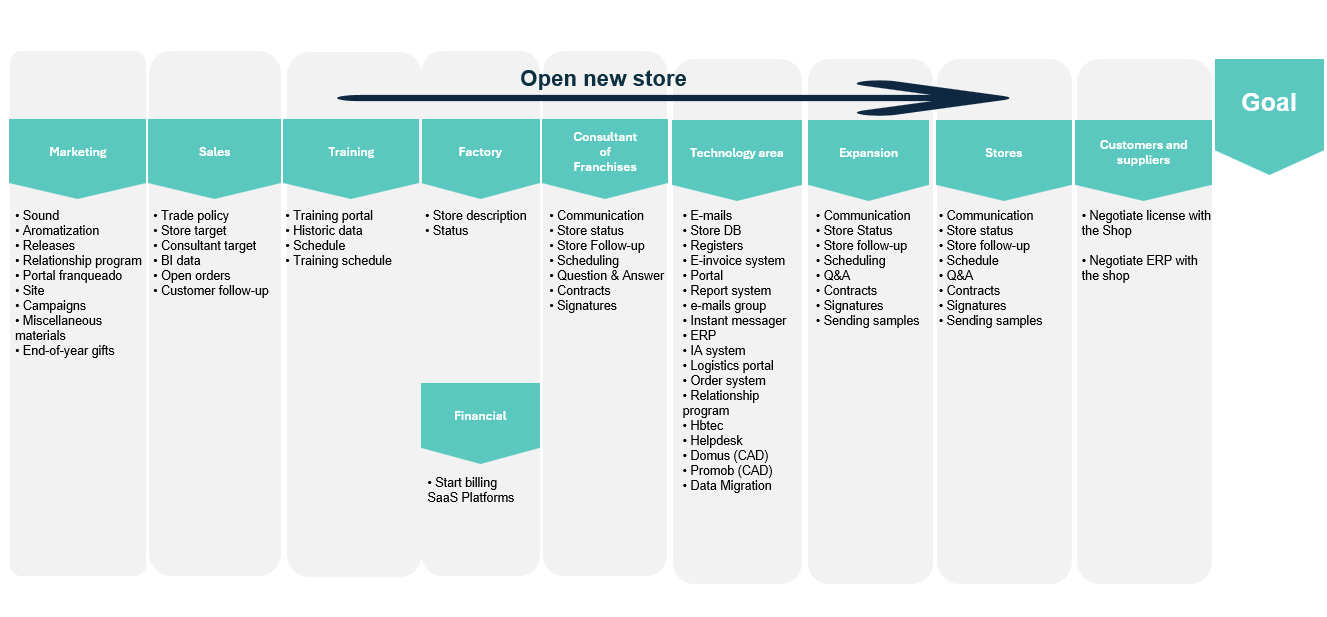 Open new store
Goal
Marketing
• Sound
• Aromatization
• Releases
• Relationship program
• Portal franqueado
• Site
• Campaigns
• Miscellaneous
materials
• End-of-year gifts
Sales
• Trade policy
• Store target
• Consultant target
• BI data
• Open orders
• Customer follow-up
Training
• Training portal
• Historic data
• Schedule
• Training schedule
Factory
• Store description
• Status
Financial
• Start billing
SaaS Platforms
Consultant
of
Franchises
• Communication
• Store status
• Store Follow-up
• Scheduling
• Question & Answer
• Contracts
• Signatures
Technology area
• E-mails
• Store DB
• Registers
• E-invoice system
• Portal
• Report system
• e-mails group
• Instant messager
• ERP
• IA system
• Logistics portal
• Order system
• Relationship
program
• Hbtec
• Helpdesk
• Domus (CAD)
• Promob (CAD)
• Data Migration
Expansion
• Communication
• Store Status
• Store follow-up
• Scheduling
• Q&A
• Contracts
• Signatures
• Sending samples
Stores
• Communication
• Store status
• Store follow-up
• Schedule
• Q&A
• Contracts
• Signatures
• Sending samples
Customers and
suppliers
• Negotiate license with
the Shop
• Negotiate ERP with
the shop